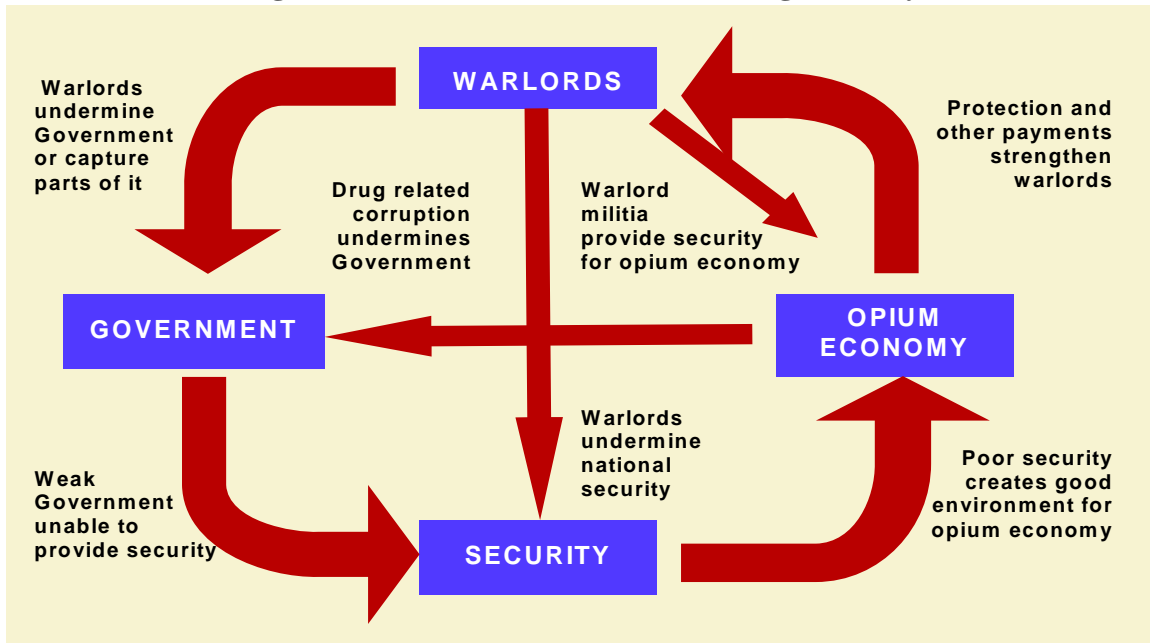 WARLORDS
Warlords
undermine
Government
or capture
parts of it
Protection and
other payments
strengthen
warlords
Drug related
corruption
undermines
Government
Warlord
militia
provide security
for opium economy
GOVERNMENT
OPIUM
ECONOMY
Warlords
undermine
national
security
Weak
Government
unable to
provide security
Poor security
creates good
environment for
opium economy
SECURITY